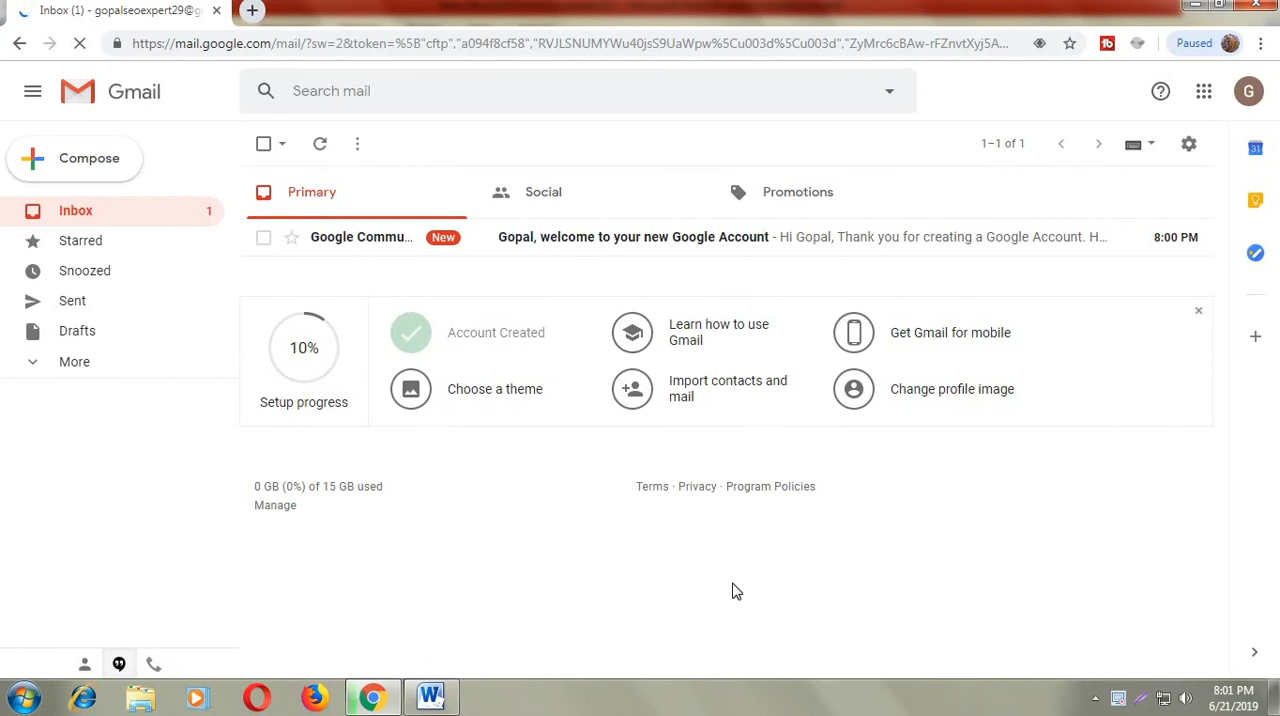 Inbox (1) - gopalseoexpert29@g
https://mail.google.com/mail/?sw=2&token=%5B"cftp","a094f8cf58","RVJLSNUMYWu40jsS9UaWpw%5Cu003d%5Cu003d","ZyMrc6cBAw-rFZnvtXyj5A...
Paused
Gmail
Search mail
G
Compose
1–1 of 1
31
Primary
Social
Promotions
Inbox 1
Google Commu... New Gopal, welcome to your new Google Account - Hi Gopal, Thank you for creating a Google Account. H... 8:00 PM
Starred
Snoozed
Sent
Drafts
More
10%
Setup progress
Account Created
Learn how to use
Gmail
Get Gmail for mobile
Choose a theme
Import contacts and
mail
Change profile image
0 GB (0%) of 15 GB used
Manage
Terms · Privacy · Program Policies
8:01 PM
6/21/2019